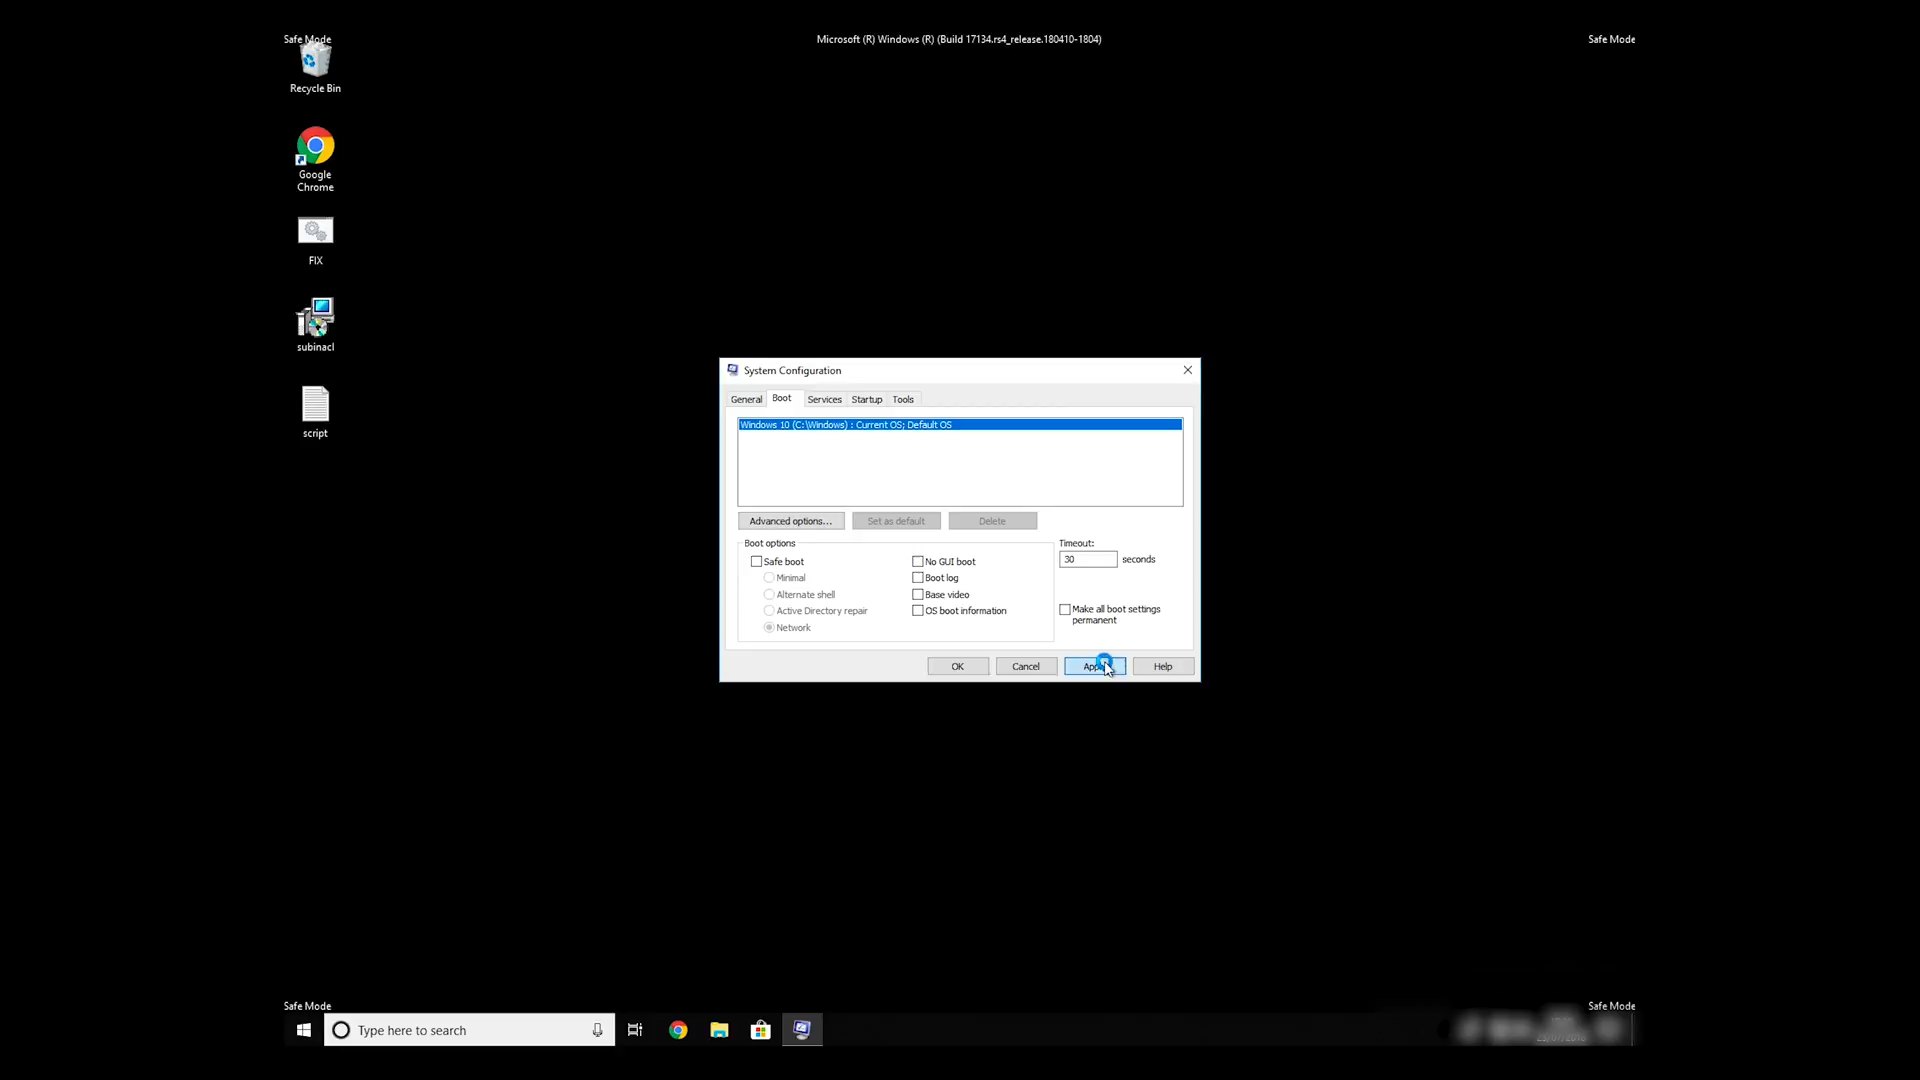 Safe Mode
Microsoft (R) Windows (R) (Build 17134.rs4_release.180410-1804)
Safe Mode
Recycle Bin
Google
Chrome
FIX
subinacl
script
System Configuration
General
Boot
Services
Startup
Tools
Windows 10 (C:\Windows) : Current OS; Default OS
Advanced options...
Set as default
Delete
Boot options
Safe boot
Minimal
Alternate shell
Active Directory repair
Network
No GUI boot
Boot log
Base video
OS boot information
Timeout:
30
seconds
Make all boot settings
permanent
OK
Cancel
Help
Safe Mode
Safe Mode
Type here to search